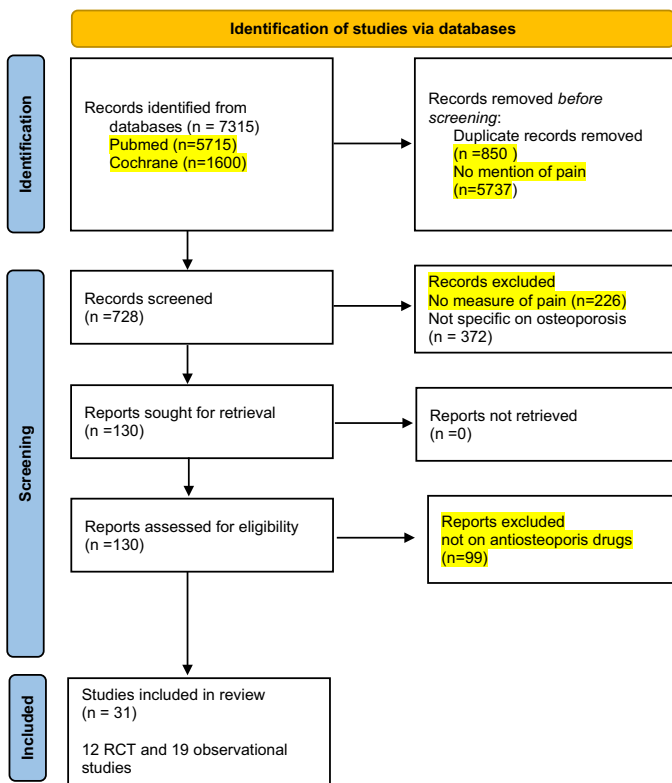 Identification of studies via databases
Identification
Records identified from
databases (n = 7315)
Pubmed (n=5715)
Cochrane (n=1600)
Records removed before
screening:
Duplicate records removed
(n =850 )
No mention of pain
(n=5737)
Screening
Records screened
(n =728)
Records excluded
No measure of pain (n=226)
Not specific on osteoporosis
(n = 372)
Reports sought for retrieval
(n =130)
Reports not retrieved
(n =0)
Reports assessed for eligibility
(n =130)
Reports excluded
not on antiosteoporis drugs
(n=99)
Included
Studies included in review
(n = 31)
12 RCT and 19 observational
studies